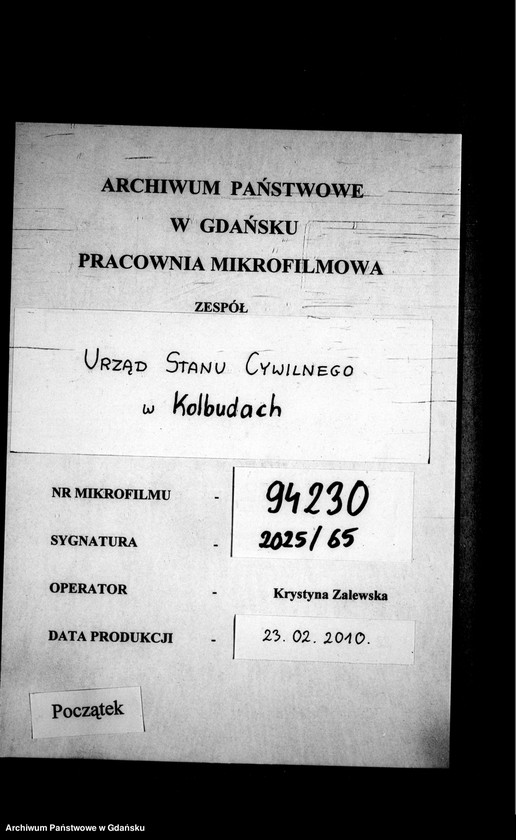 ARCHIWUM PAŃSTWOWE
W GDAŃSKU
PRACOWNIA MIKROFILMOWA
ZESPÓŁ
URZĄD STANU CYWILNEGO
w Kolbudach
NR MIKROFILMU - 94230
SYGNATURA - 2025/65
OPERATOR - Krystyna Zalewska
DATA PRODUKCJI - 23. 02. 2010.
Początek
Archiwum Państwowe w Gdańsku